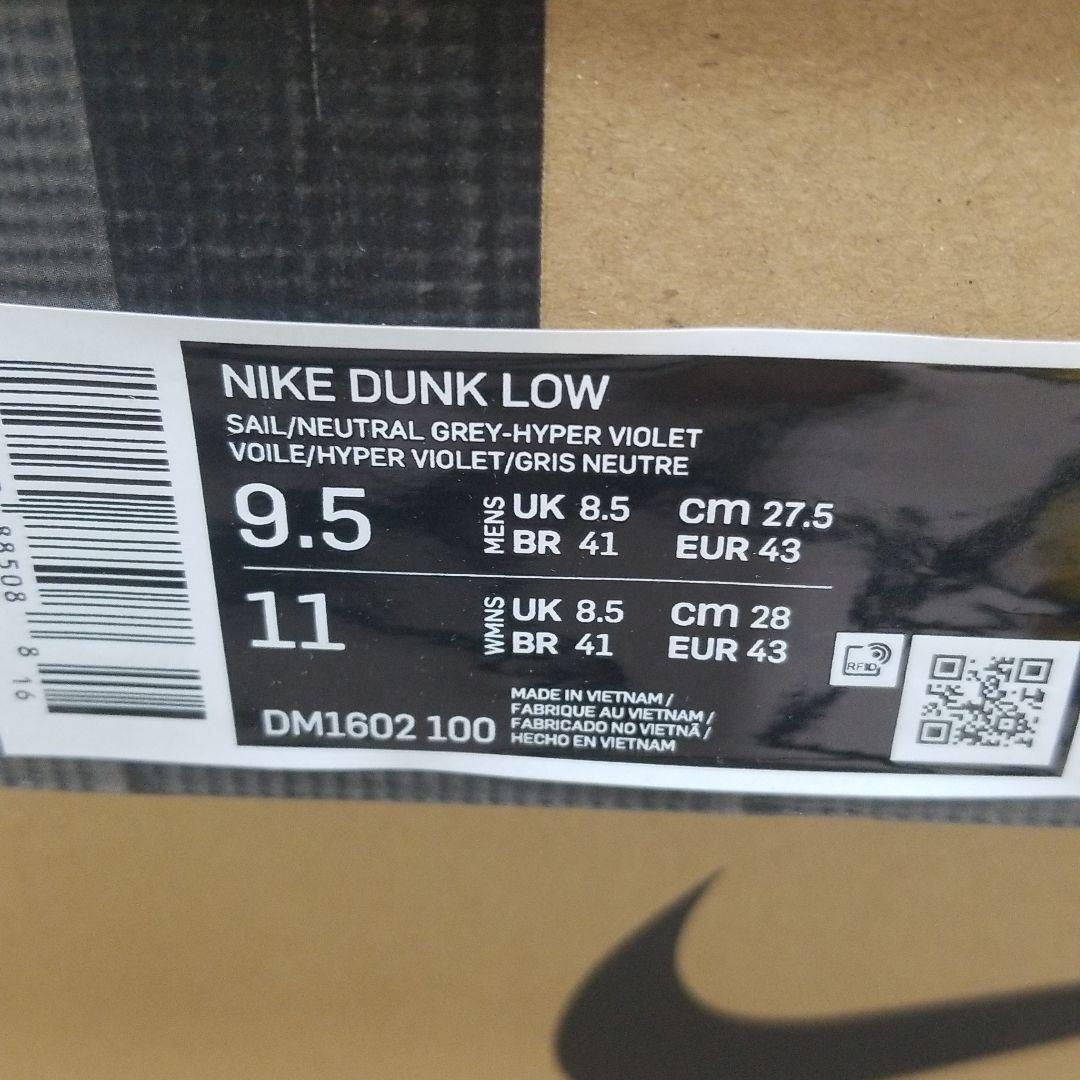 NIKE DUNK LOW
SAIL/NEUTRAL GREY-HYPER VIOLET
VOILE/HYPER VIOLET/GRIS NEUTRE
9.5 MENS UK 8.5 cm 27.5
BR 41 EUR 43
11 WMNS UK 8.5 cm 28
BR 41 EUR 43
RFID
DM1602 100
MADE IN VIETNAM /
FABRIQUE AU VIETNAM /
FABRICADO NO VIETNÃ /
HECHO EN VIETNAM
88508 8 16